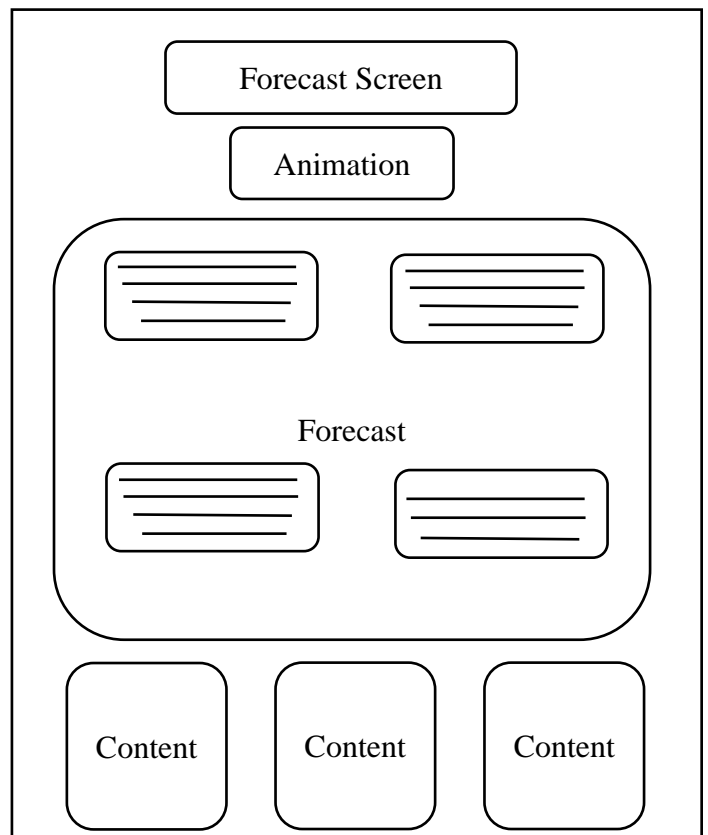 Forecast Screen
Animation
Forecast
Content
Content
Content